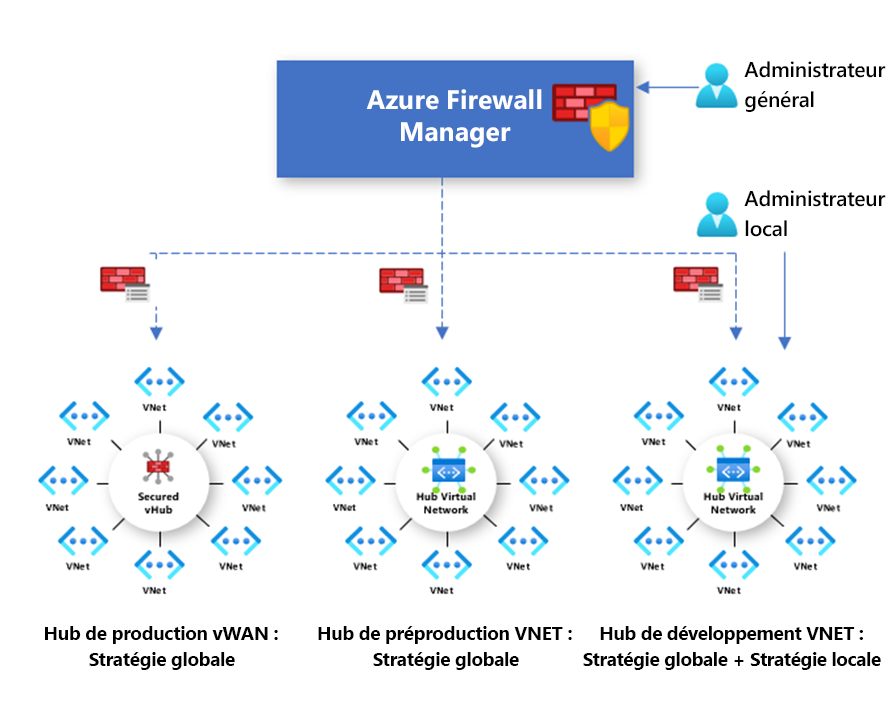 Azure Firewall
Manager
Administrateur
général
Administrateur
local
VNet
VNet
VNet
VNet
VNet
VNet
VNet
VNet
Secured
vHub
VNet
VNet
VNet
VNet
VNet
VNet
VNet
VNet
Hub Virtual
Network
VNet
VNet
VNet
VNet
VNet
VNet
VNet
VNet
Hub Virtual
Network
Hub de production vWAN :
Stratégie globale
Hub de préproduction VNET :
Stratégie globale
Hub de développement VNET :
Stratégie globale + Stratégie locale